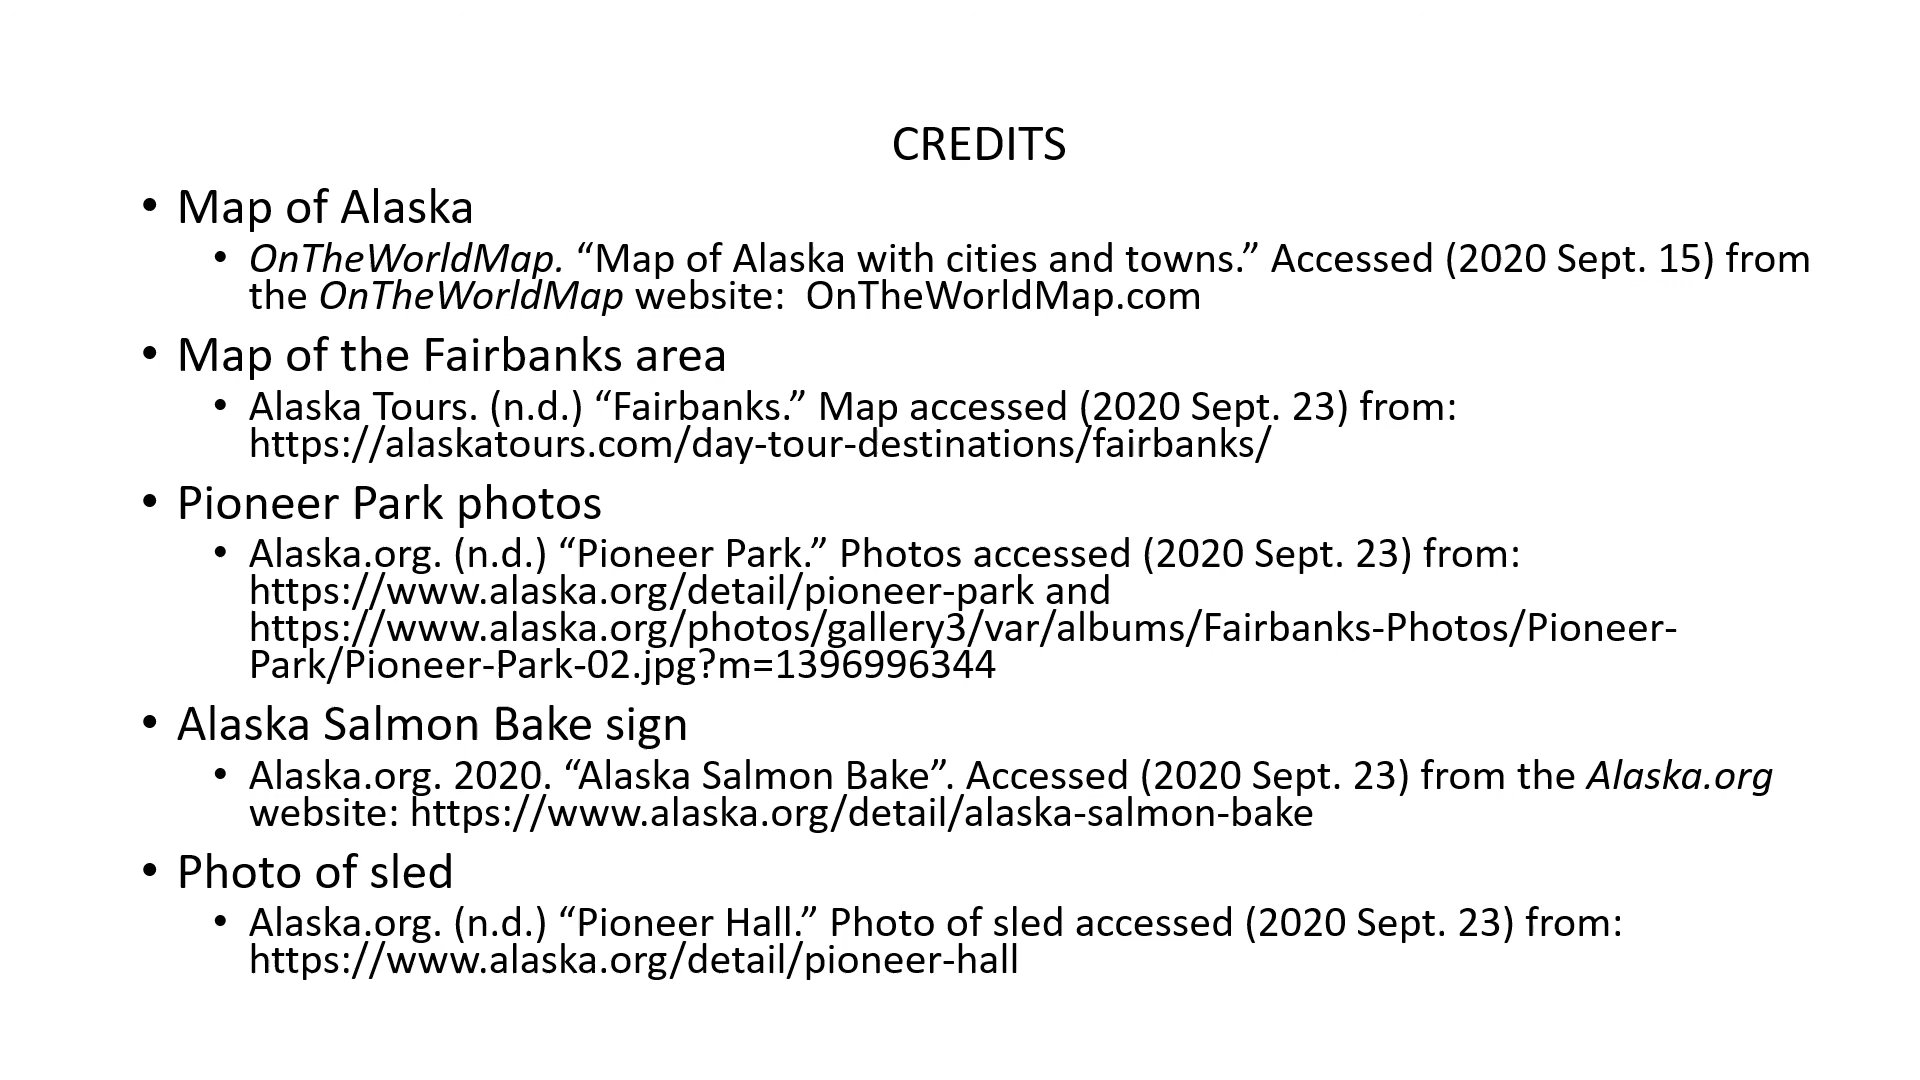 CREDITS
• Map of Alaska
• OnTheWorldMap. “Map of Alaska with cities and towns.” Accessed (2020 Sept. 15) from
the OnTheWorldMap website:  OnTheWorldMap.com
• Map of the Fairbanks area
• Alaska Tours. (n.d.) “Fairbanks.” Map accessed (2020 Sept. 23) from:
https://alaskatours.com/day-tour-destinations/fairbanks/
• Pioneer Park photos
• Alaska.org. (n.d.) “Pioneer Park.” Photos accessed (2020 Sept. 23) from:
https://www.alaska.org/detail/pioneer-park and
https://www.alaska.org/photos/gallery3/var/albums/Fairbanks-Photos/Pioneer-
Park/Pioneer-Park-02.jpg?m=1396996344
• Alaska Salmon Bake sign
• Alaska.org. 2020. “Alaska Salmon Bake”. Accessed (2020 Sept. 23) from the Alaska.org
website: https://www.alaska.org/detail/alaska-salmon-bake
• Photo of sled
• Alaska.org. (n.d.) “Pioneer Hall.” Photo of sled accessed (2020 Sept. 23) from:
https://www.alaska.org/detail/pioneer-hall